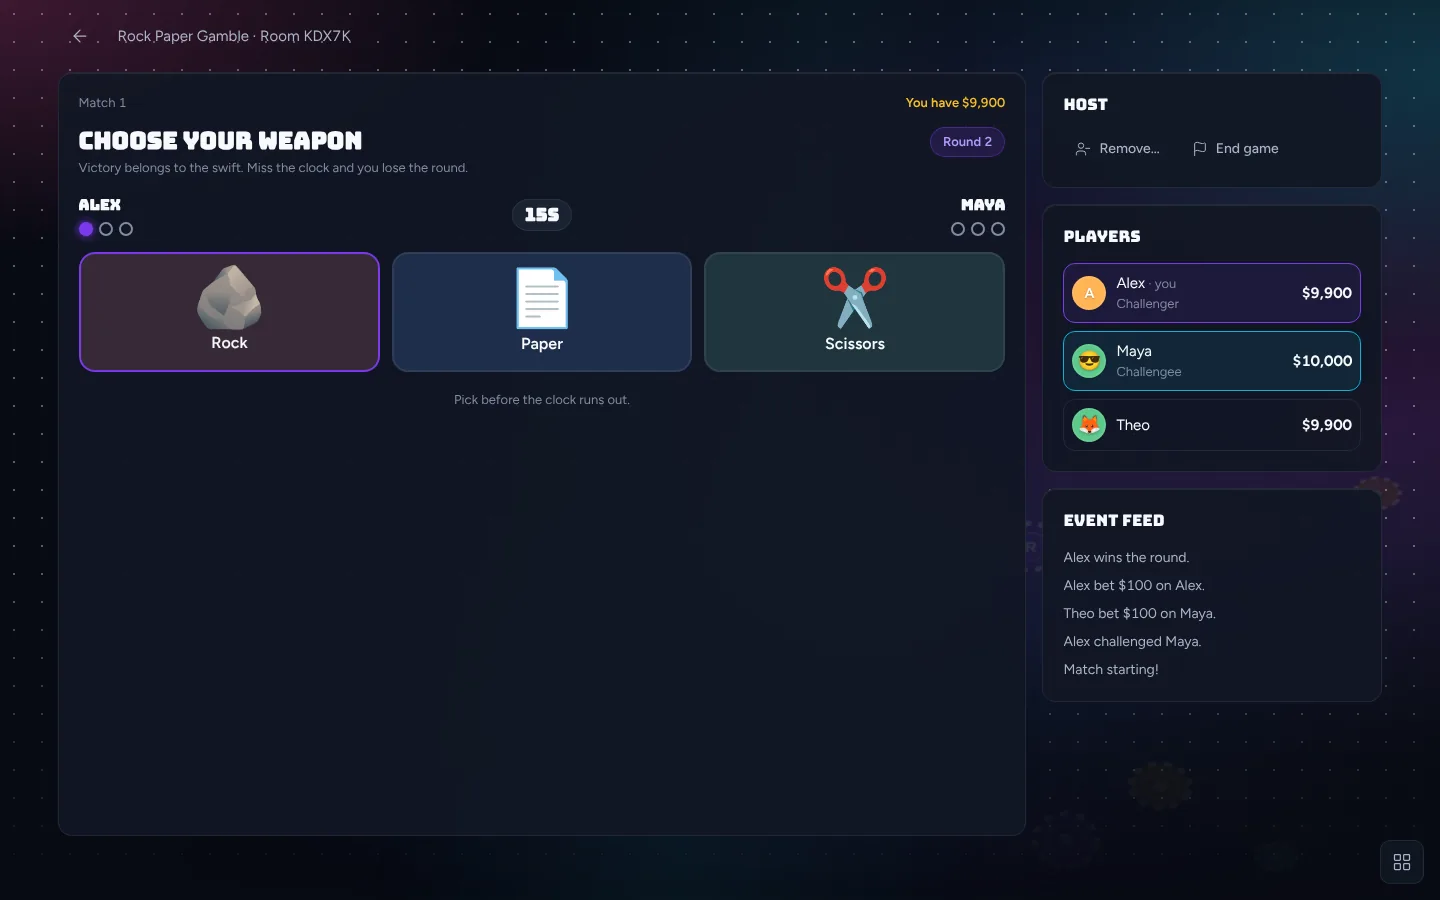 Rock Paper Gamble · Room KDX7K
Match 1
You have $9,900
CHOOSE YOUR WEAPON
Round 2
Victory belongs to the swift. Miss the clock and you lose the round.
ALEX
15S
MAYA
Rock
Paper
Scissors
Pick before the clock runs out.
HOST
Remove...
End game
PLAYERS
A
Alex · you
Challenger
$9,900
Maya
Challengee
$10,000
Theo
$9,900
EVENT FEED
Alex wins the round.
Alex bet $100 on Alex.
Theo bet $100 on Maya.
Alex challenged Maya.
Match starting!